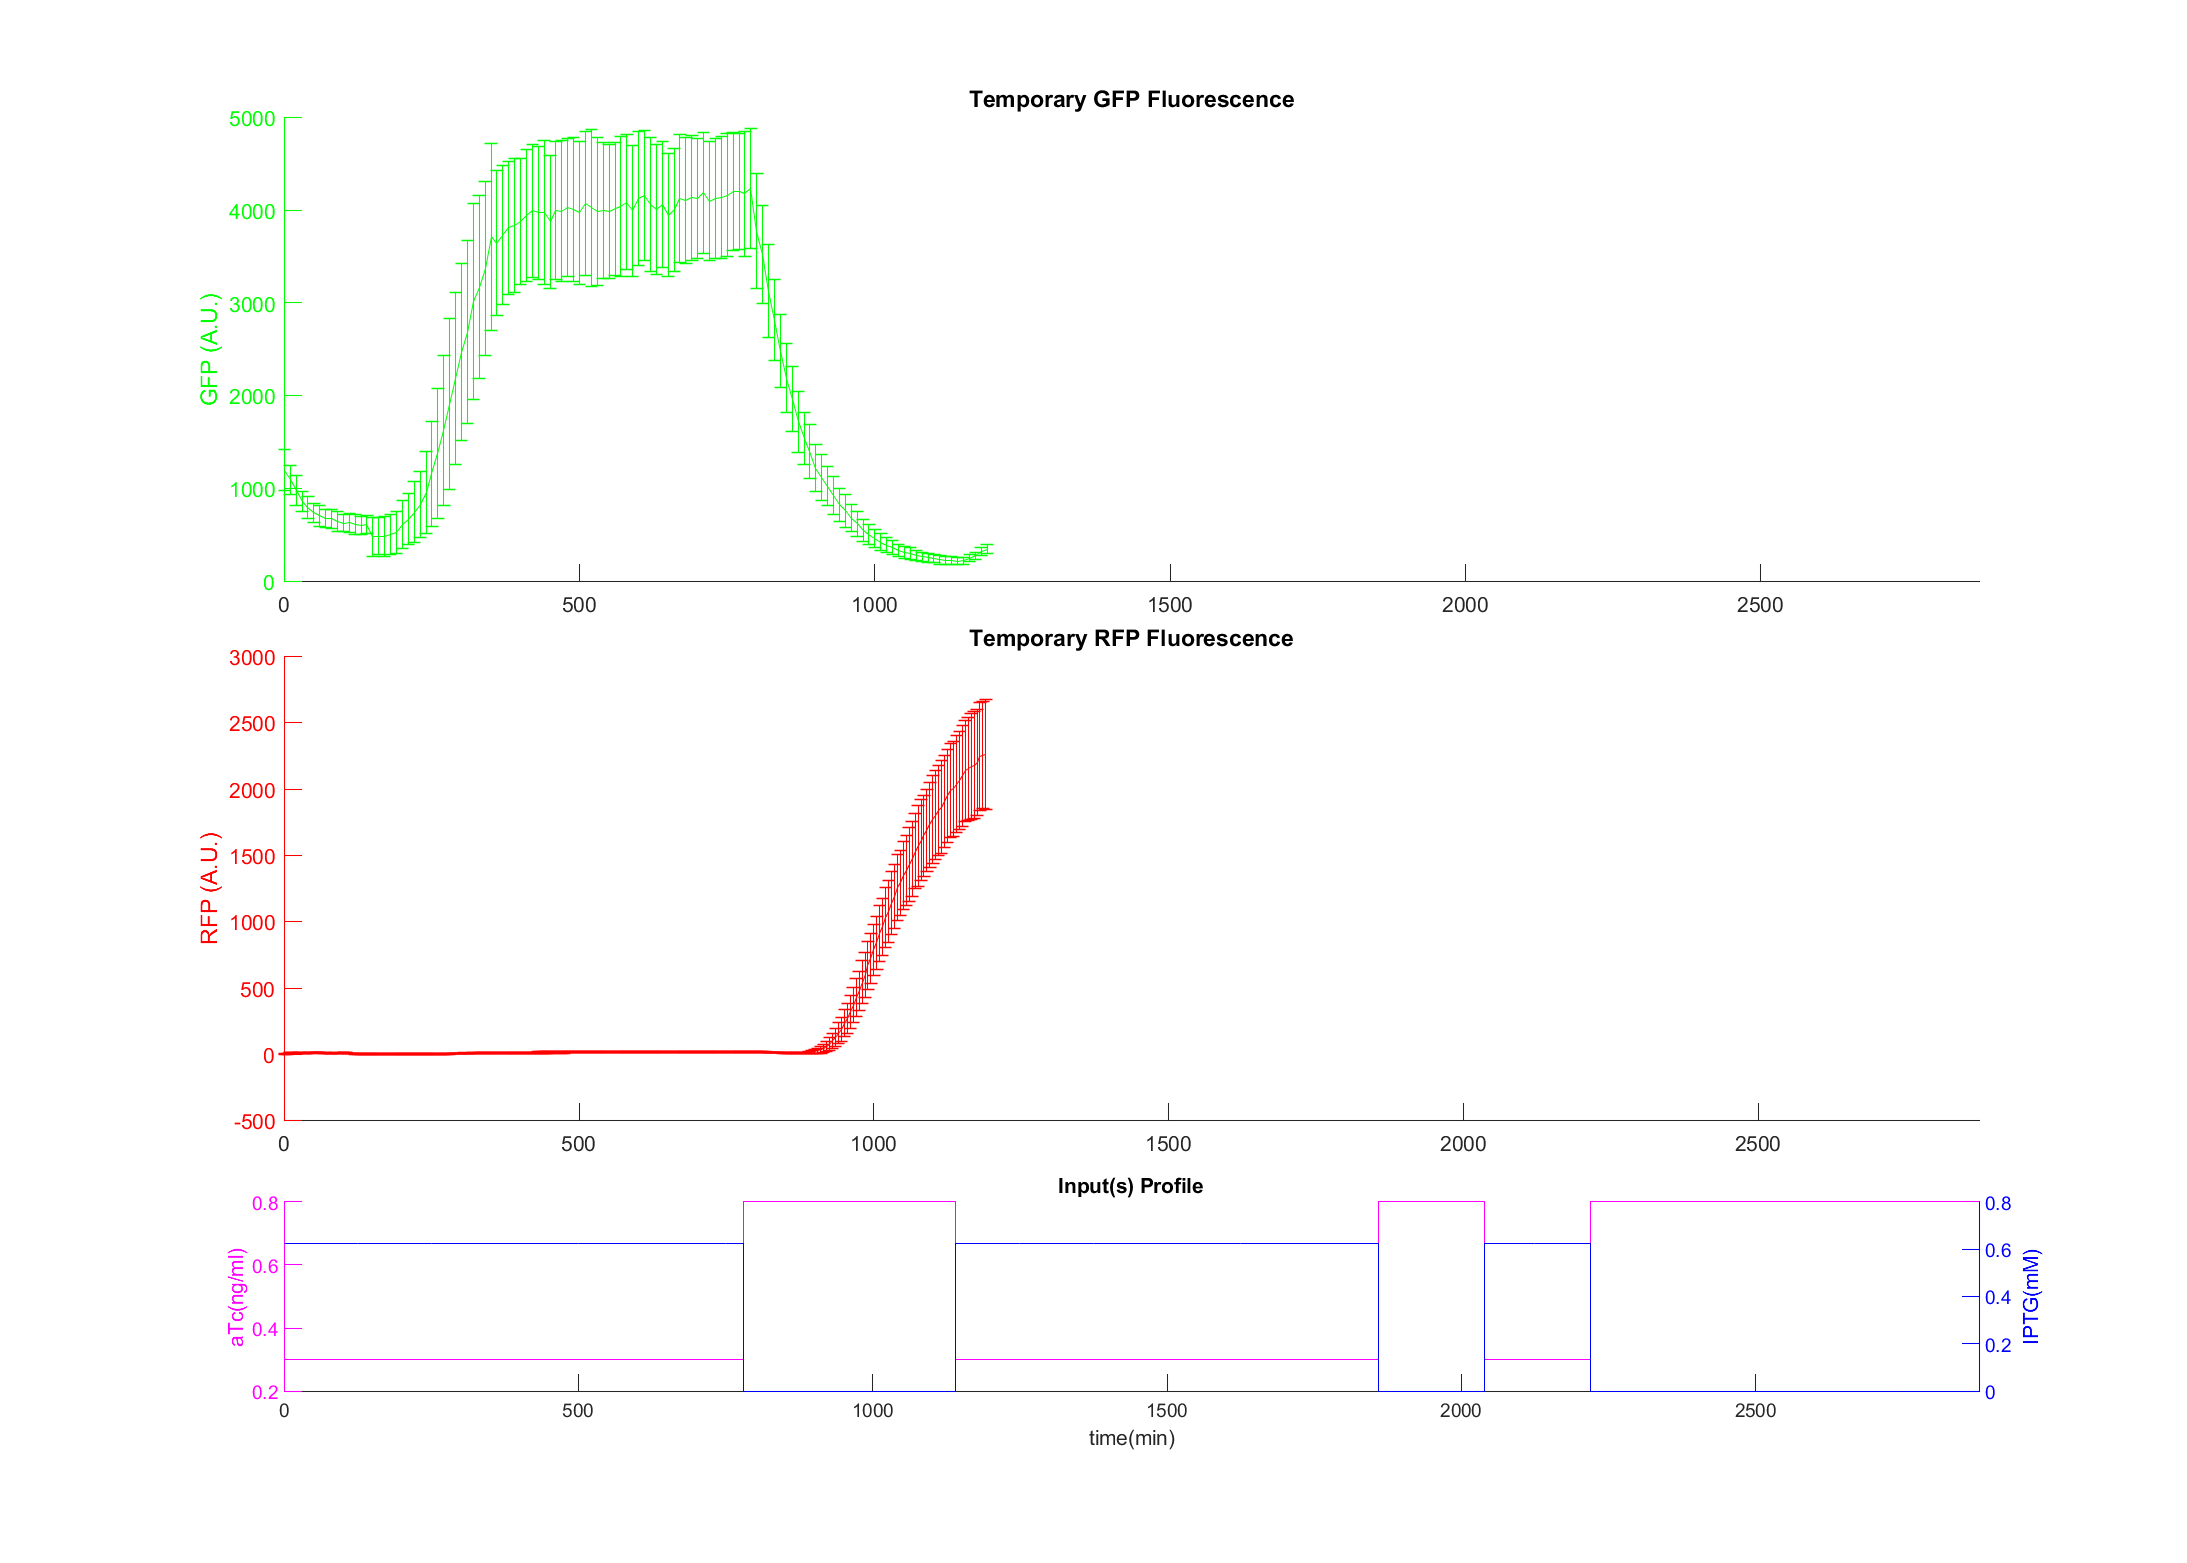 Temporary GFP Fluorescence
GFP (A.U.)
5000
4000
3000
2000
1000
0
0 500 1000 1500 2000 2500
Temporary RFP Fluorescence
RFP (A.U.)
3000
2500
2000
1500
1000
500
0
-500
0 500 1000 1500 2000 2500
Input(s) Profile
aTc(ng/ml)
0.8
0.6
0.4
0.2
IPTG(mM)
0.8
0.6
0.4
0.2
0
0 500 1000 1500 2000 2500
time(min)